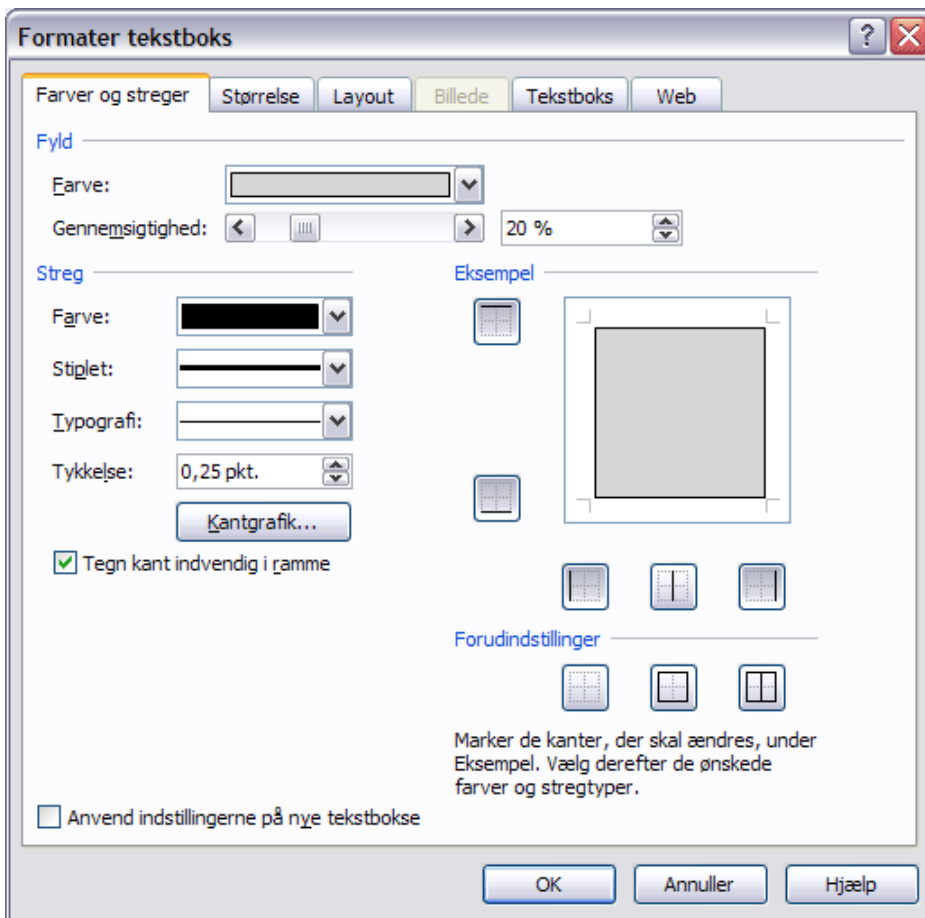 Formater tekstboks
Farver og streger Størrelse Layout Billede Tekstboks Web
Fyld
Farve:
Gennemsigtighed: 20 %
Streg
Farve:
Stiplet:
Typografi:
Tykkelse: 0,25 pkt.
Kantgrafik...
Tegn kant indvendig i ramme
Eksempel
Forudindstillinger
Marker de kanter, der skal ændres, under
Eksempel. Vælg derefter de ønskede
farver og stregtyper.
Anvend indstillingerne på nye tekstbokse
OK Annuller Hjælp